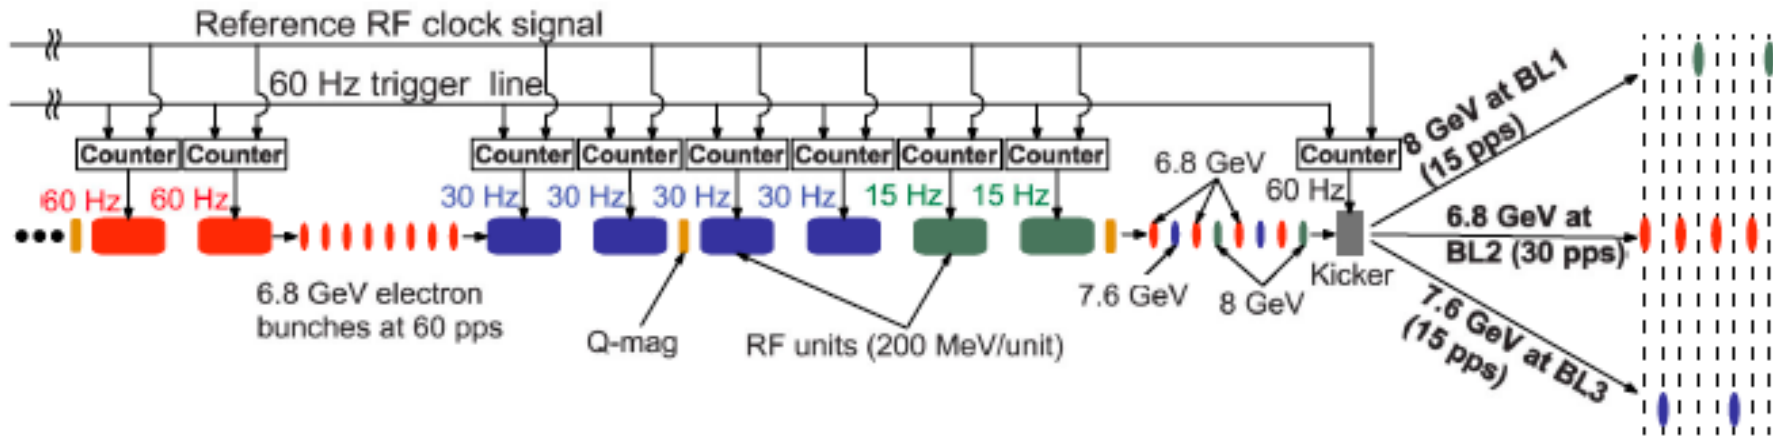 Reference RF clock signal
60 Hz trigger line
Counter Counter Counter Counter Counter Counter Counter Counter Counter
60 Hz 60 Hz 30 Hz 30 Hz 30 Hz 30 Hz 15 Hz 15 Hz
6.8 GeV
60 Hz
8 GeV at BL1
(15 pps)
6.8 GeV at
BL2 (30 pps)
7.6 GeV at BL3
(15 pps)
6.8 GeV electron
bunches at 60 pps
Q-mag
RF units (200 MeV/unit)
7.6 GeV
8 GeV
Kicker